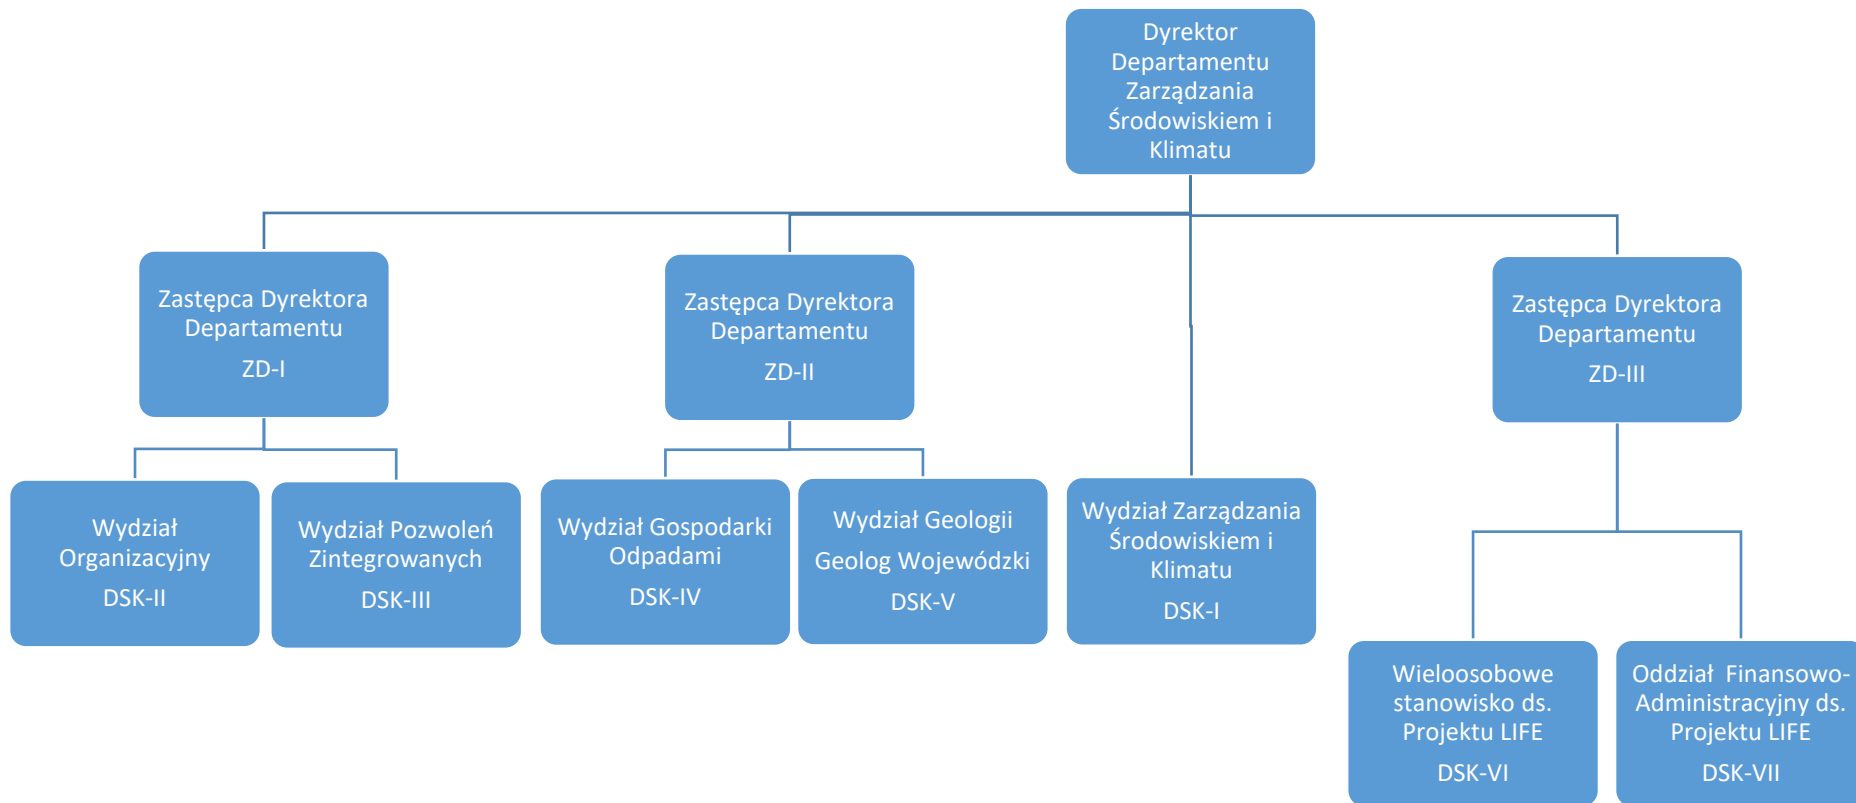 Dyrektor
Departamentu
Zarządzania
Środowiskiem i
Klimatu
Zastępca Dyrektora
Departamentu
ZD-I
Zastępca Dyrektora
Departamentu
ZD-II
Zastępca Dyrektora
Departamentu
ZD-III
Wydział
Organizacyjny
DSK-II
Wydział Pozwoleń
Zintegrowanych
DSK-III
Wydział Gospodarki
Odpadami
DSK-IV
Wydział Geologii
Geolog Wojewódzki
DSK-V
Wydział Zarządzania
Środowiskiem i
Klimatu
DSK-I
Wieloosobowe
stanowisko ds.
Projektu LIFE
DSK-VI
Oddział Finansowo-
Administracyjny ds.
Projektu LIFE
DSK-VII